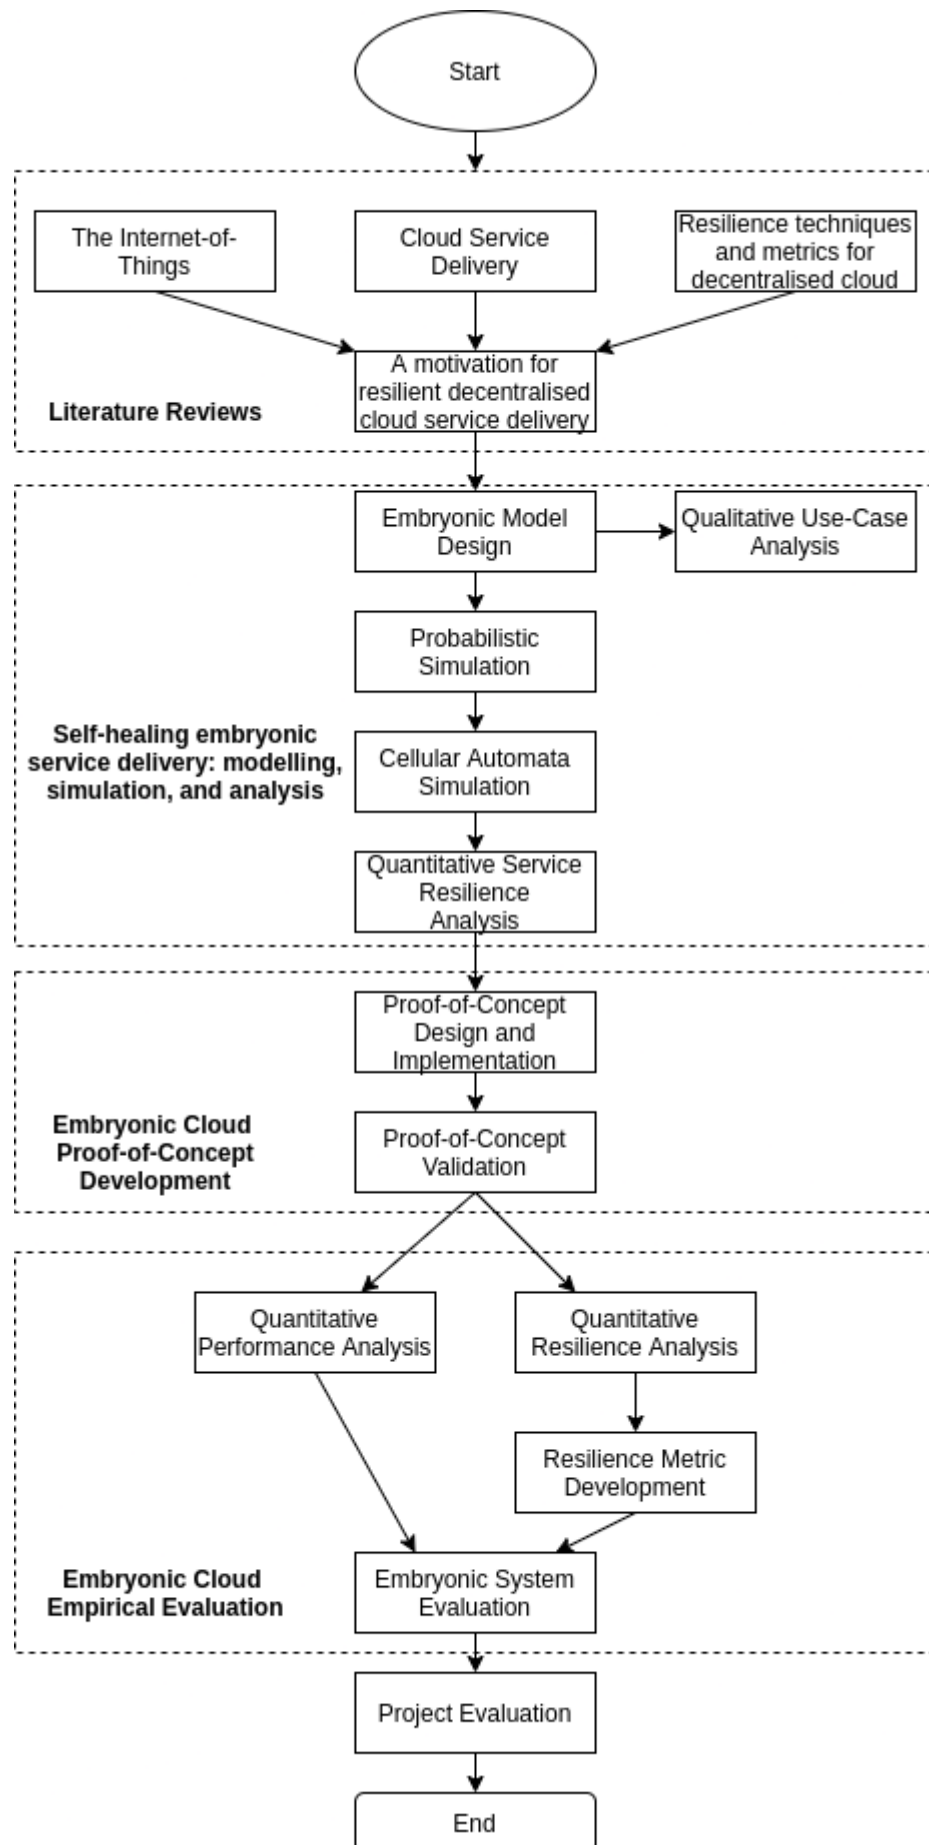 Start
The Internet-of-
Things
Cloud Service
Delivery
Resilience techniques
and metrics for
decentralised cloud
A motivation for
resilient decentralised
cloud service delivery
Literature Reviews
Embryonic Model
Design
Qualitative Use-Case
Analysis
Probabilistic
Simulation
Self-healing embryonic
service delivery: modelling,
simulation, and analysis
Cellular Automata
Simulation
Quantitative Service
Resilience
Analysis
Proof-of-Concept
Design and
Implementation
Embryonic Cloud
Proof-of-Concept
Development
Proof-of-Concept
Validation
Quantitative
Performance Analysis
Quantitative
Resilience Analysis
Resilience Metric
Development
Embryonic Cloud
Empirical Evaluation
Embryonic System
Evaluation
Project Evaluation
End